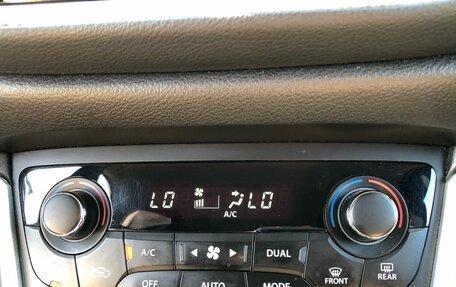 LO LO
A/C
A/C DUAL
FRONT REAR
OFF AUTO MODE